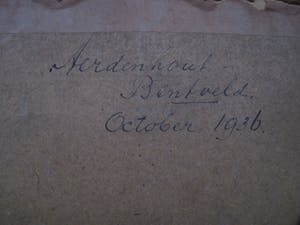 Aerdenhout -
Bentveld.
October 1936.